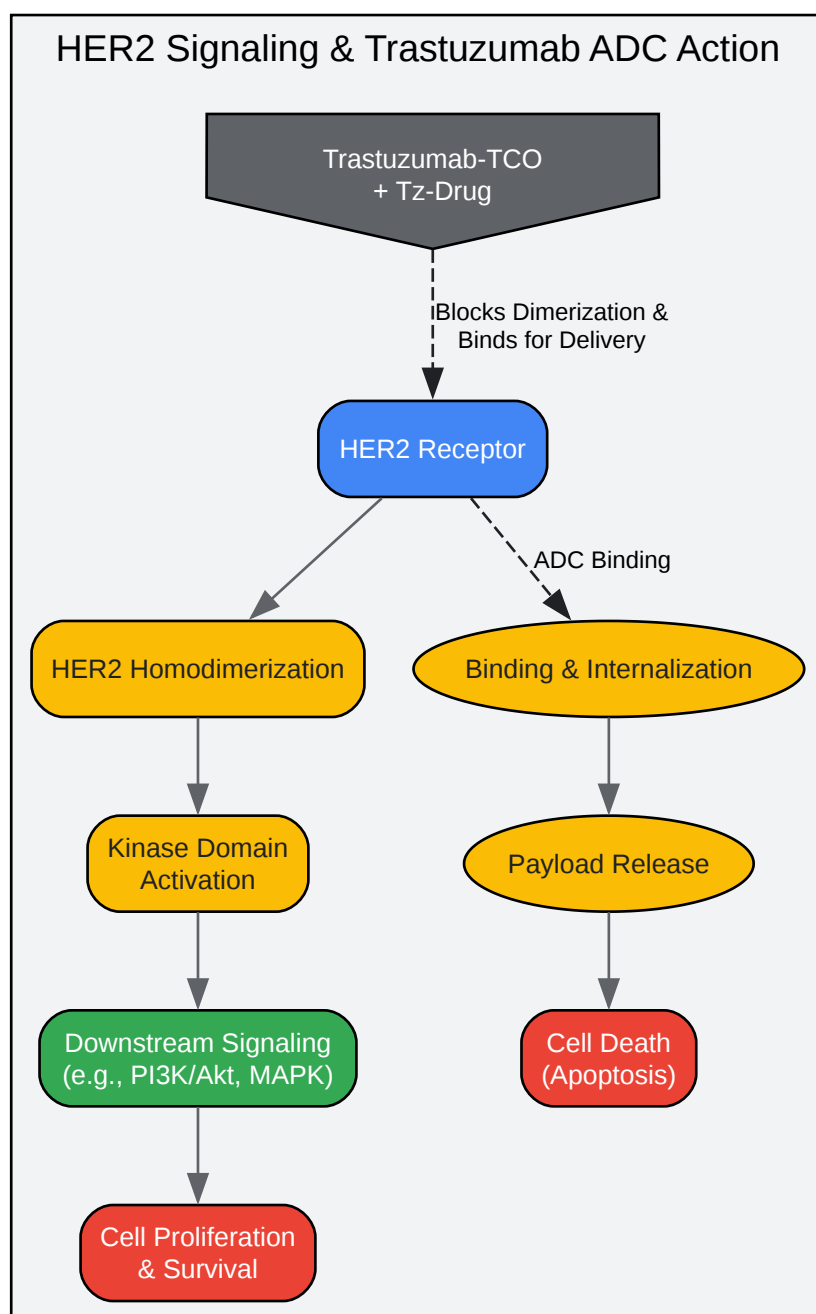 HER2 Signaling & Trastuzumab ADC Action
Trastuzumab-TCO
+ Tz-Drug
Blocks Dimerization &
Binds for Delivery
HER2 Receptor
ADC Binding
HER2 Homodimerization
Binding & Internalization
Kinase Domain
Activation
Payload Release
Downstream Signaling
(e.g., PI3K/Akt, MAPK)
Cell Death
(Apoptosis)
Cell Proliferation
& Survival